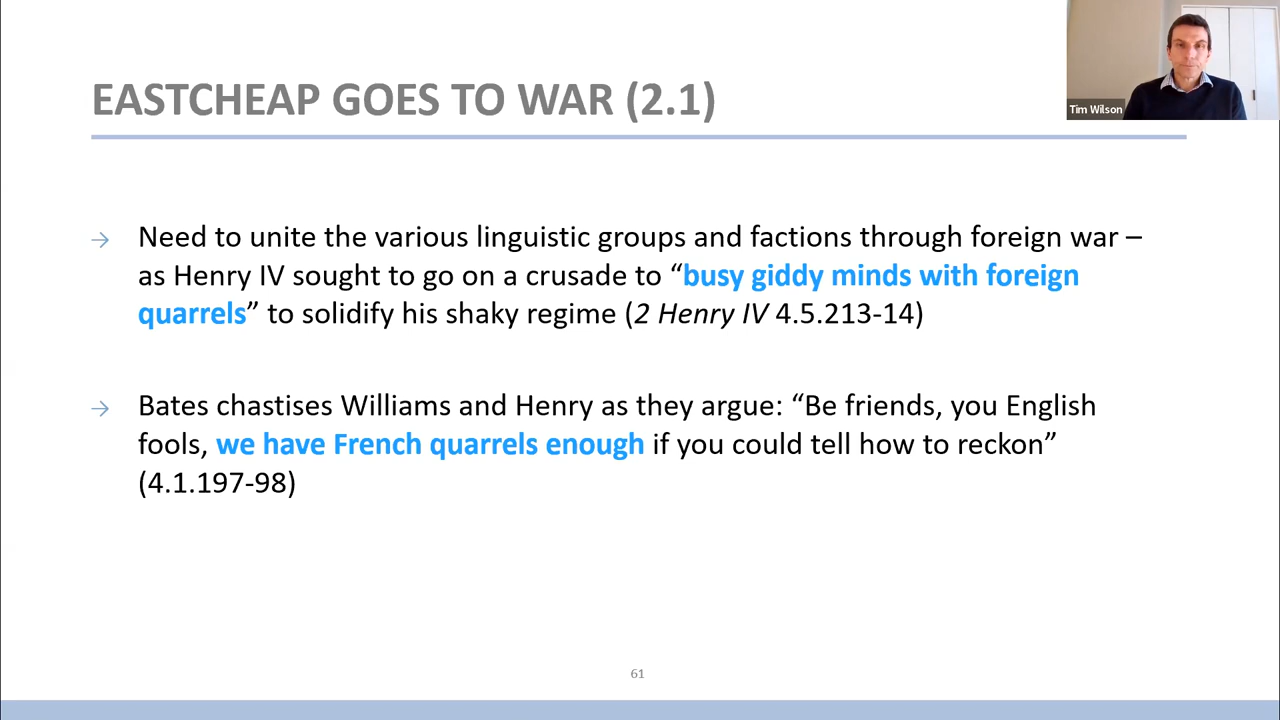 EASTCHEAP GOES TO WAR (2.1)
Tim Wilson
→ Need to unite the various linguistic groups and factions through foreign war –
as Henry IV sought to go on a crusade to “busy giddy minds with foreign
quarrels” to solidify his shaky regime (2 Henry IV 4.5.213-14)
→ Bates chastises Williams and Henry as they argue: “Be friends, you English
fools, we have French quarrels enough if you could tell how to reckon”
(4.1.197-98)
61